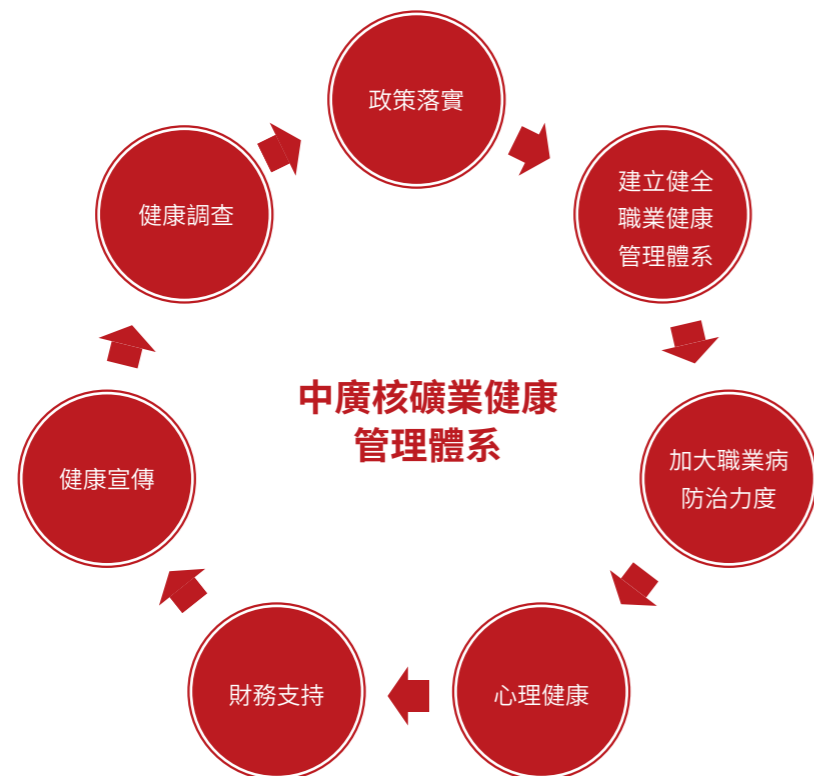 政策落實
建立健全
職業健康
管理體系
加大職業病
防治力度
心理健康
財務支持
健康宣傳
健康調查
中廣核礦業健康
管理體系